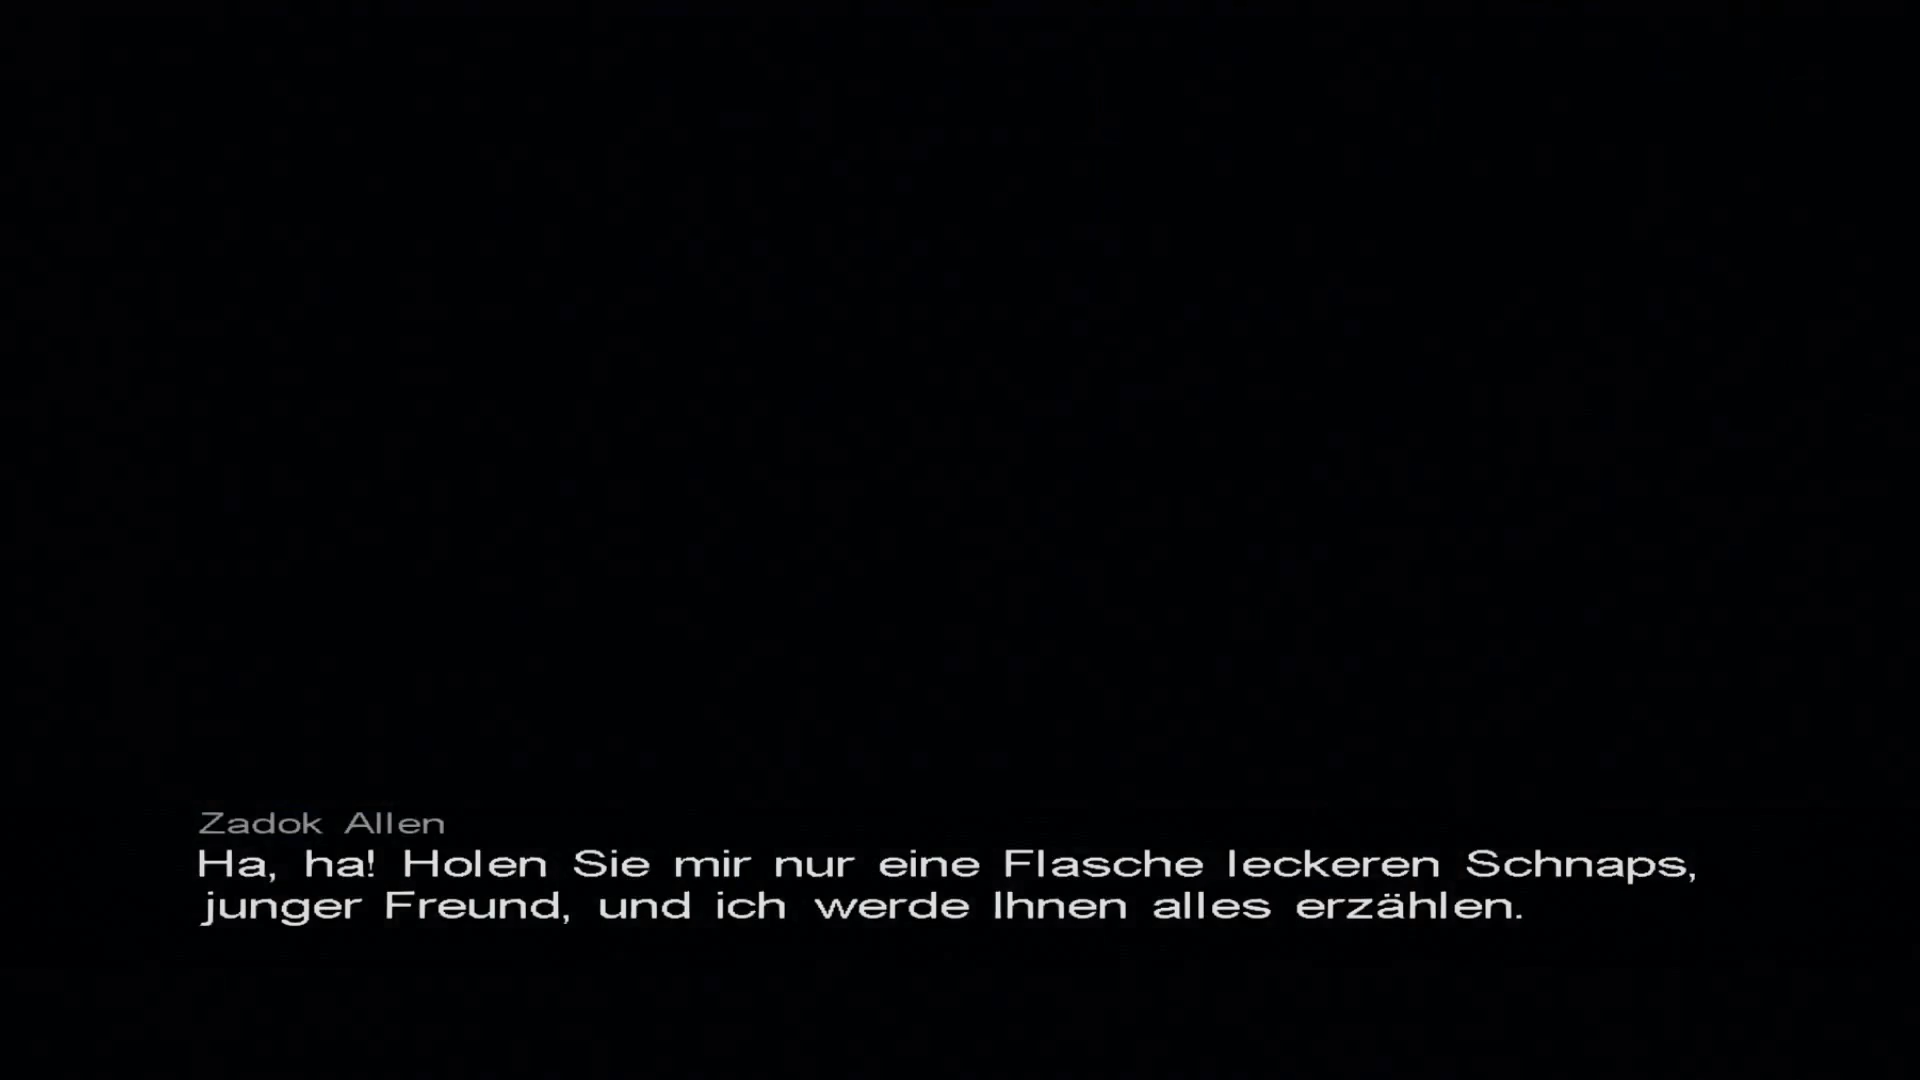 Zadok Allen
Ha, ha! Holen Sie mir nur eine Flasche leckeren Schnaps,
junger Freund, und ich werde Ihnen alles erzählen.